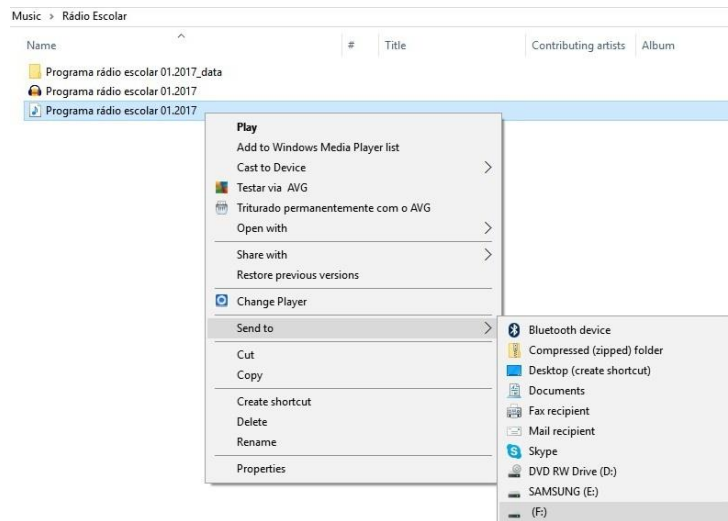 Music > Rádio Escolar
Name # Title Contributing artists Album
Programa rádio escolar 01.2017_data
Programa rádio escolar 01.2017
Programa rádio escolar 01.2017
Play
Add to Windows Media Player list
Cast to Device
Testar via AVG
Triturado permanentemente com o AVG
Open with
Share with
Restore previous versions
Change Player
Send to
Cut
Copy
Create shortcut
Delete
Rename
Properties
Bluetooth device
Compressed (zipped) folder
Desktop (create shortcut)
Documents
Fax recipient
Mail recipient
Skype
DVD RW Drive (D:)
SAMSUNG (E:)
(F:)